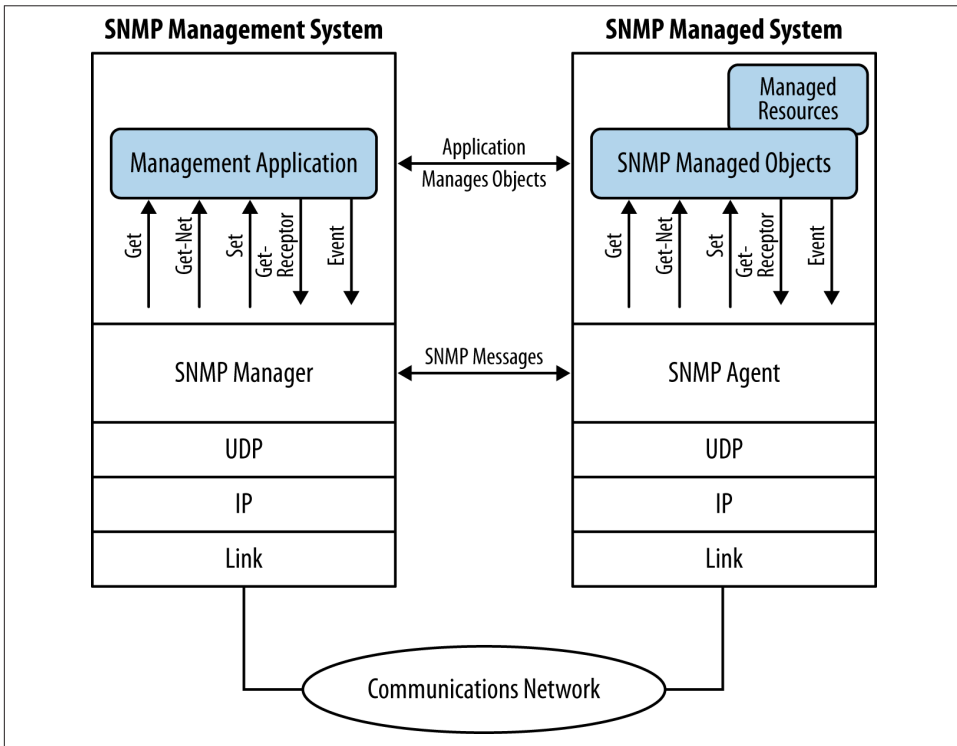 SNMP Management System
SNMP Managed System
Managed
Resources
Management Application
Application
Manages Objects
SNMP Managed Objects
Get
Get-Net
Set
Get-
Receptor
Event
Get
Get-Net
Set
Get-
Receptor
Event
SNMP Manager
SNMP Messages
SNMP Agent
UDP
UDP
IP
IP
Link
Link
Communications Network